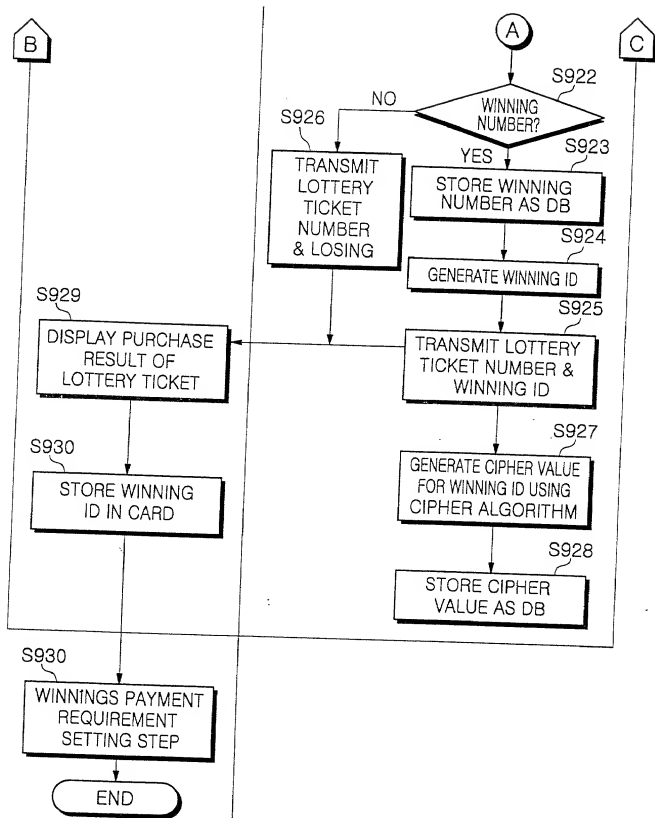 B
A
C
S922
WINNING
NUMBER?
NO
YES
S926
TRANSMIT
LOTTERY
TICKET
NUMBER
& LOSING
S923
STORE WINNING
NUMBER AS DB
S924
GENERATE WINNING ID
S925
TRANSMIT LOTTERY
TICKET NUMBER &
WINNING ID
S929
DISPLAY PURCHASE
RESULT OF
LOTTERY TICKET
S927
GENERATE CIPHER VALUE
FOR WINNING ID USING
CIPHER ALGORITHM
S930
STORE WINNING
ID IN CARD
S928
STORE CIPHER
VALUE AS DB
S930
WINNINGS PAYMENT
REQUIREMENT
SETTING STEP
END